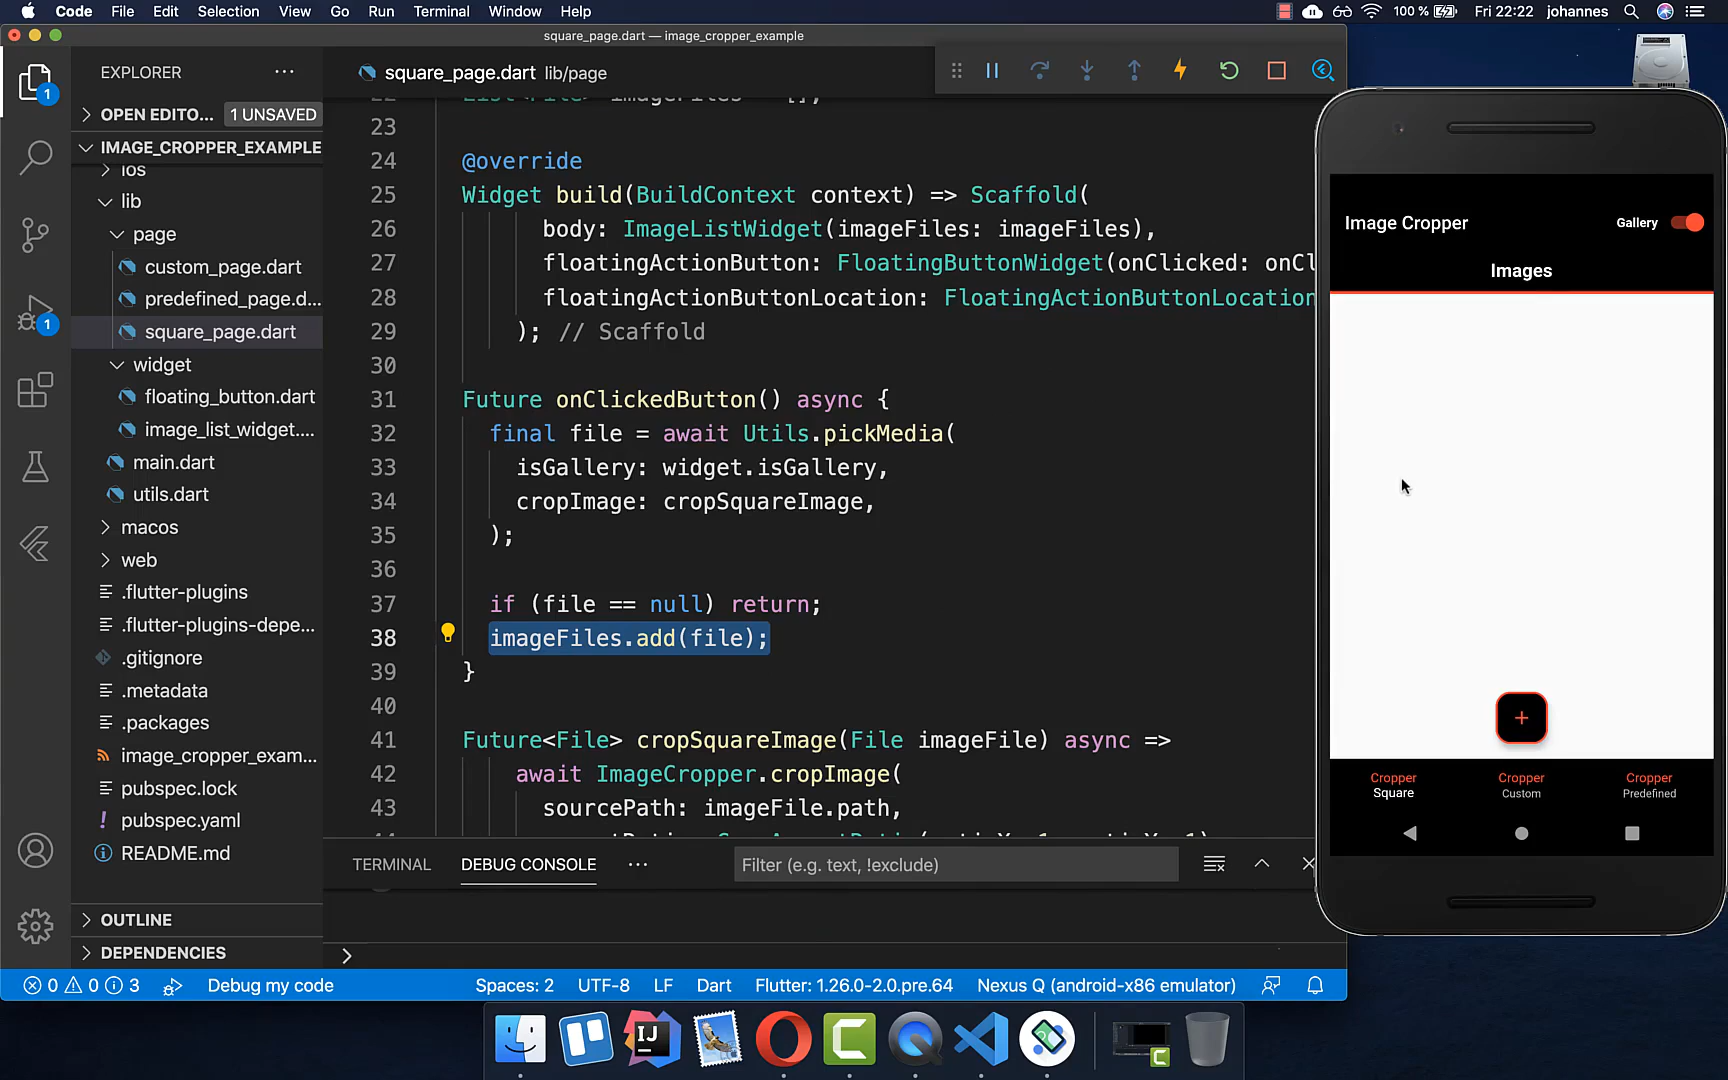 Code File Edit Selection View Go Run Terminal Window Help
100 % Fri 22:22 johannes
square_page.dart — image_cropper_example
EXPLORER
square_page.dart lib/page
1
OPEN EDITO... 1 UNSAVED
IMAGE_CROPPER_EXAMPLE
ios
lib
page
custom_page.dart
predefined_page.d...
square_page.dart
1
widget
floating_button.dart
image_list_widget....
main.dart
utils.dart
macos
web
.flutter-plugins
.flutter-plugins-depe...
.gitignore
.metadata
.packages
image_cropper_exam...
pubspec.lock
! pubspec.yaml
README.md
OUTLINE
DEPENDENCIES
22 List<File> imageFiles = [];
23
24 @override
25 Widget build(BuildContext context) => Scaffold(
26 body: ImageListWidget(imageFiles: imageFiles),
27 floatingActionButton: FloatingButtonWidget(onClicked: onCl
28 floatingActionButtonLocation: FloatingActionButtonLocation
29 ); // Scaffold
30
31 Future onClickedButton() async {
32 final file = await Utils.pickMedia(
33 isGallery: widget.isGallery,
34 cropImage: cropSquareImage,
35 );
36
37 if (file == null) return;
38 imageFiles.add(file);
39 }
40
41 Future<File> cropSquareImage(File imageFile) async =>
42 await ImageCropper.cropImage(
43 sourcePath: imageFile.path,
TERMINAL DEBUG CONSOLE ··· Filter (e.g. text, !exclude)
0 0 3 Debug my code Spaces: 2 UTF-8 LF Dart Flutter: 1.26.0-2.0.pre.64 Nexus Q (android-x86 emulator)
Image Cropper Gallery
Images
+
Cropper Cropper Cropper
Square Custom Predefined
IJ